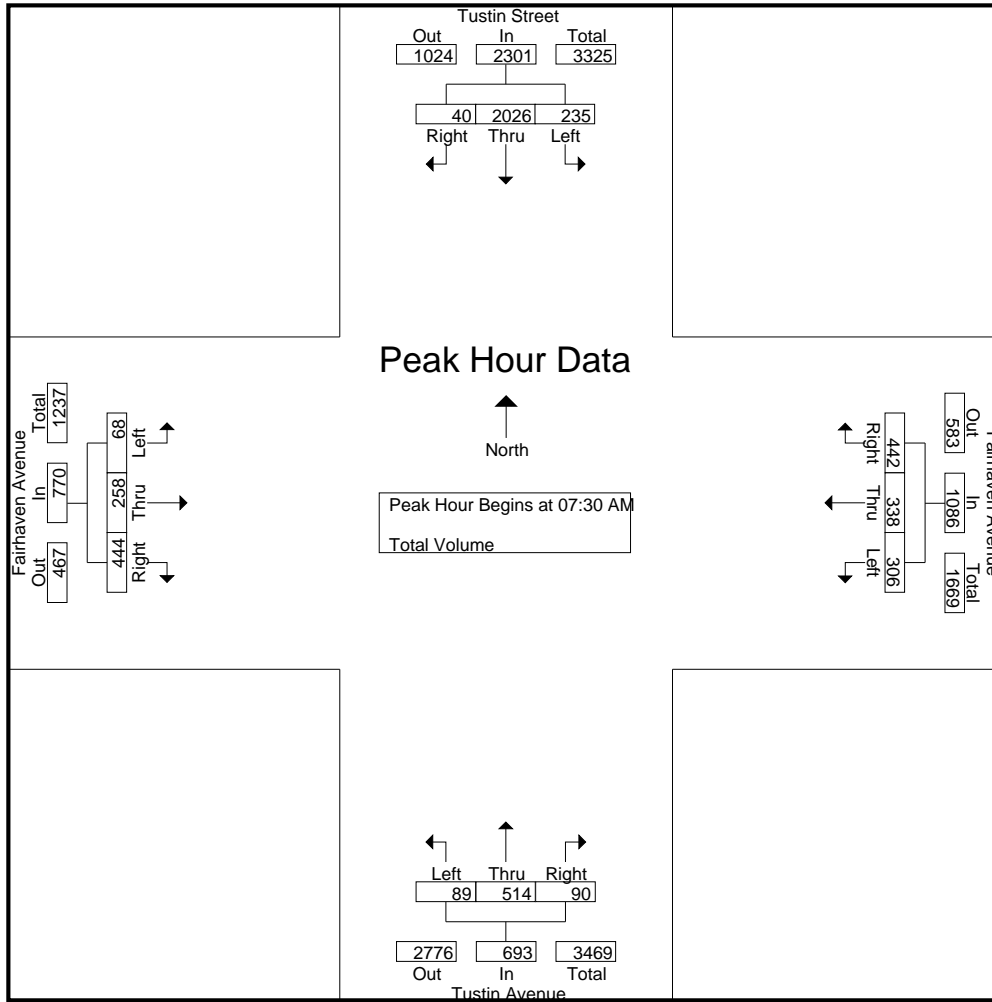 Tustin Street
Out In Total
1024 2301 3325
40 2026 235
Right Thru Left
Peak Hour Data
North
Peak Hour Begins at 07:30 AM
Total Volume
Fairhaven Avenue
Total In Out
1237 770 467
68 258 444
Left Thru Right
Right Thru Left
442 338 306
583 1086 1669
Out In Total
Fairhaven Avenue
Left Thru Right
89 514 90
2776 693 3469
Out In Total
Tustin Avenue